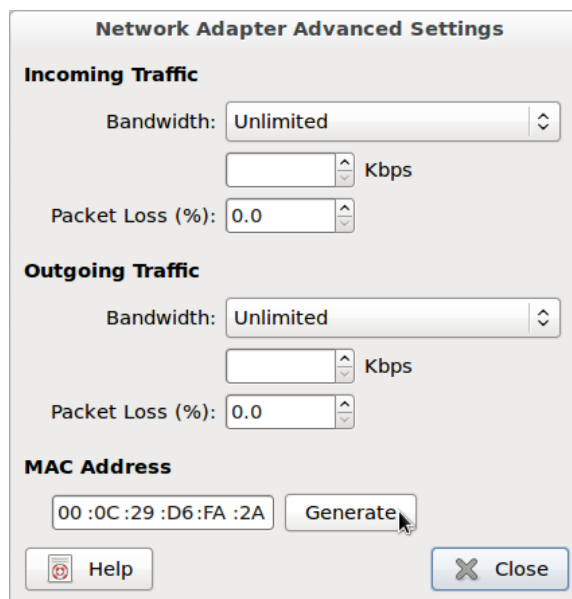 Network Adapter Advanced Settings
Incoming Traffic
Bandwidth: Unlimited
Kbps
Packet Loss (%): 0.0
Outgoing Traffic
Bandwidth: Unlimited
Kbps
Packet Loss (%): 0.0
MAC Address
00 :0C :29 :D6:FA :2A Generate
Help Close